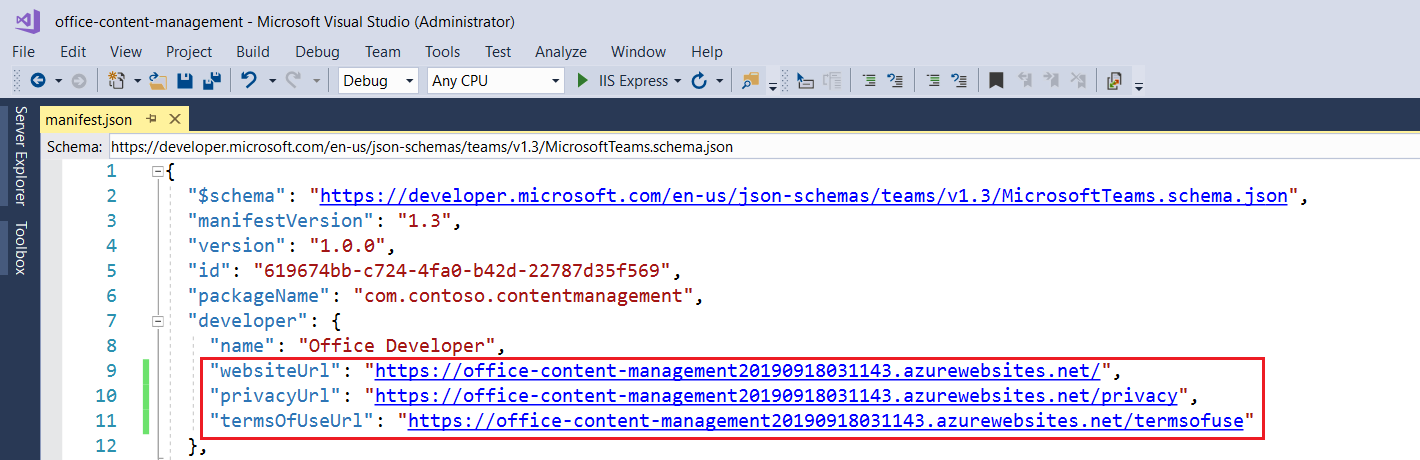 office-content-management - Microsoft Visual Studio (Administrator)
File Edit View Project Build Debug Team Tools Test Analyze Window Help
Debug Any CPU IIS Express
Server Explorer
Toolbox
manifest.json
Schema: https://developer.microsoft.com/en-us/json-schemas/teams/v1.3/MicrosoftTeams.schema.json
1 {
2 "$schema": "https://developer.microsoft.com/en-us/json-schemas/teams/v1.3/MicrosoftTeams.schema.json",
3 "manifestVersion": "1.3",
4 "version": "1.0.0",
5 "id": "619674bb-c724-4fa0-b42d-22787d35f569",
6 "packageName": "com.contoso.contentmanagement",
7 "developer": {
8 "name": "Office Developer",
9 "websiteUrl": "https://office-content-management20190918031143.azurewebsites.net/",
10 "privacyUrl": "https://office-content-management20190918031143.azurewebsites.net/privacy",
11 "termsOfUseUrl": "https://office-content-management20190918031143.azurewebsites.net/termsofuse"
12 },